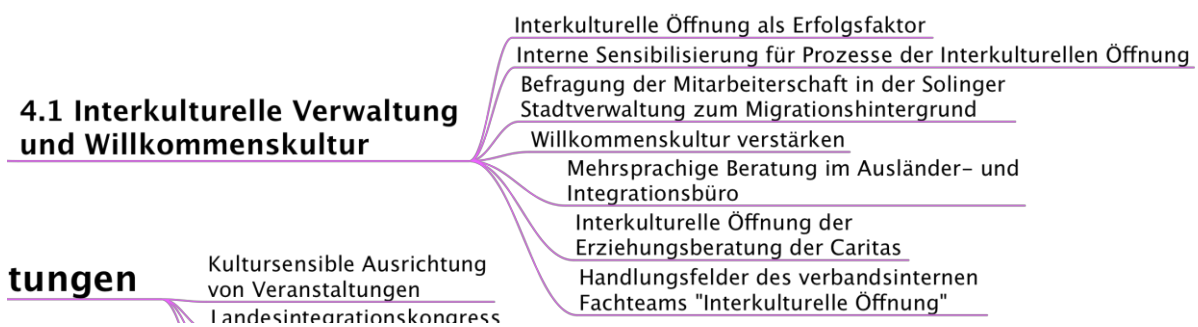 Interkulturelle Öffnung als Erfolgsfaktor
Interne Sensibilisierung für Prozesse der Interkulturellen Öffnung
Befragung der Mitarbeiterschaft in der Solinger
Stadtverwaltung zum Migrationshintergrund
4.1 Interkulturelle Verwaltung
und Willkommenskultur
Willkommenskultur verstärken
Mehrsprachige Beratung im Ausländer- und
Integrationsbüro
Interkulturelle Öffnung der
Erziehungsberatung der Caritas
Handlungsfelder des verbandsinternen
Fachteams "Interkulturelle Öffnung"
tungen
Kultursensible Ausrichtung
von Veranstaltungen
Landesintegrationskongress